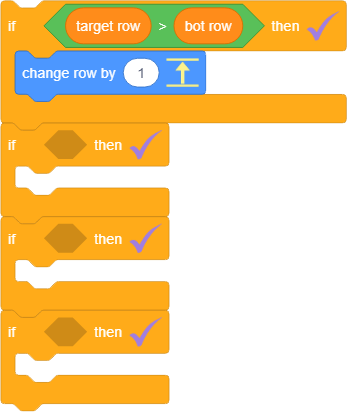 if target row > bot row then
change row by 1
if then
if then
if then